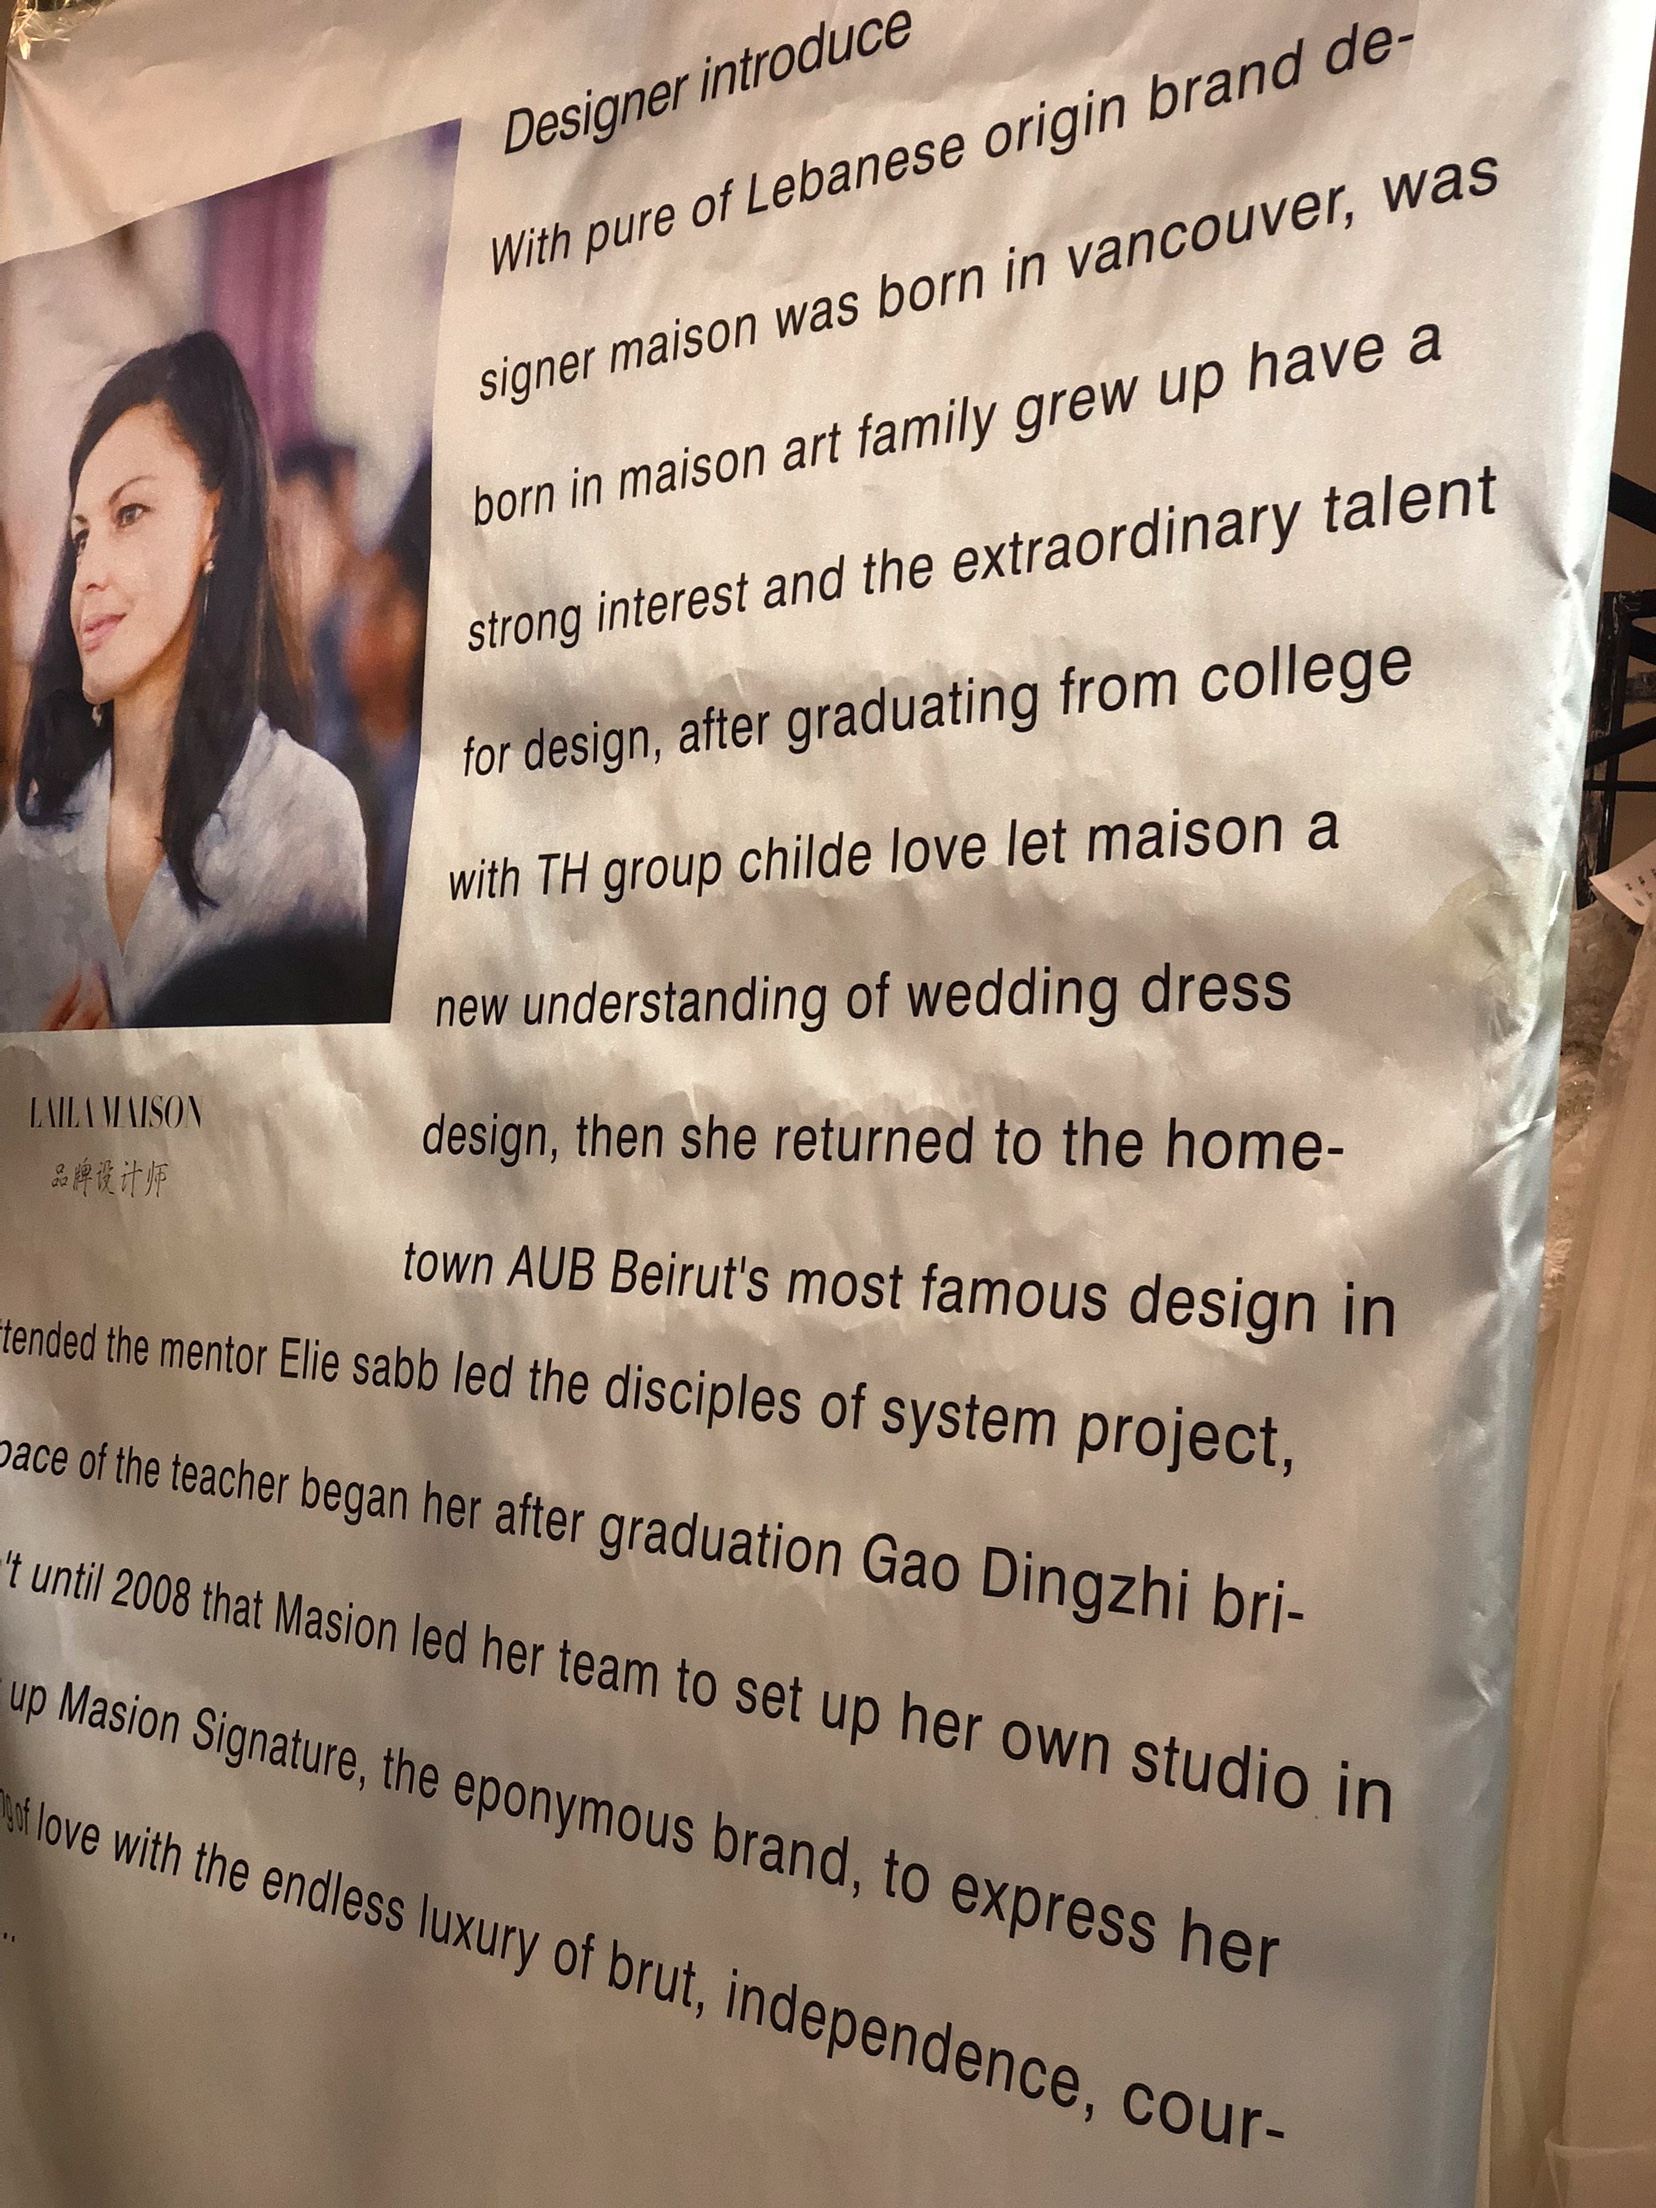 Designer introduce
With pure of Lebanese origin brand de-
signer maison was born in vancouver, was
born in maison art family grew up have a
strong interest and the extraordinary talent
for design, after graduating from college
with TH group childe love let maison a
new understanding of wedding dress
LAILA MAISON
品牌设计师
design, then she returned to the home-
town AUB Beirut's most famous design in
ttended the mentor Elie sabb led the disciples of system project,
pace of the teacher began her after graduation Gao Dingzhi bri-
't until 2008 that Masion led her team to set up her own studio in
up Masion Signature, the eponymous brand, to express her
of love with the endless luxury of brut, independence, cour-